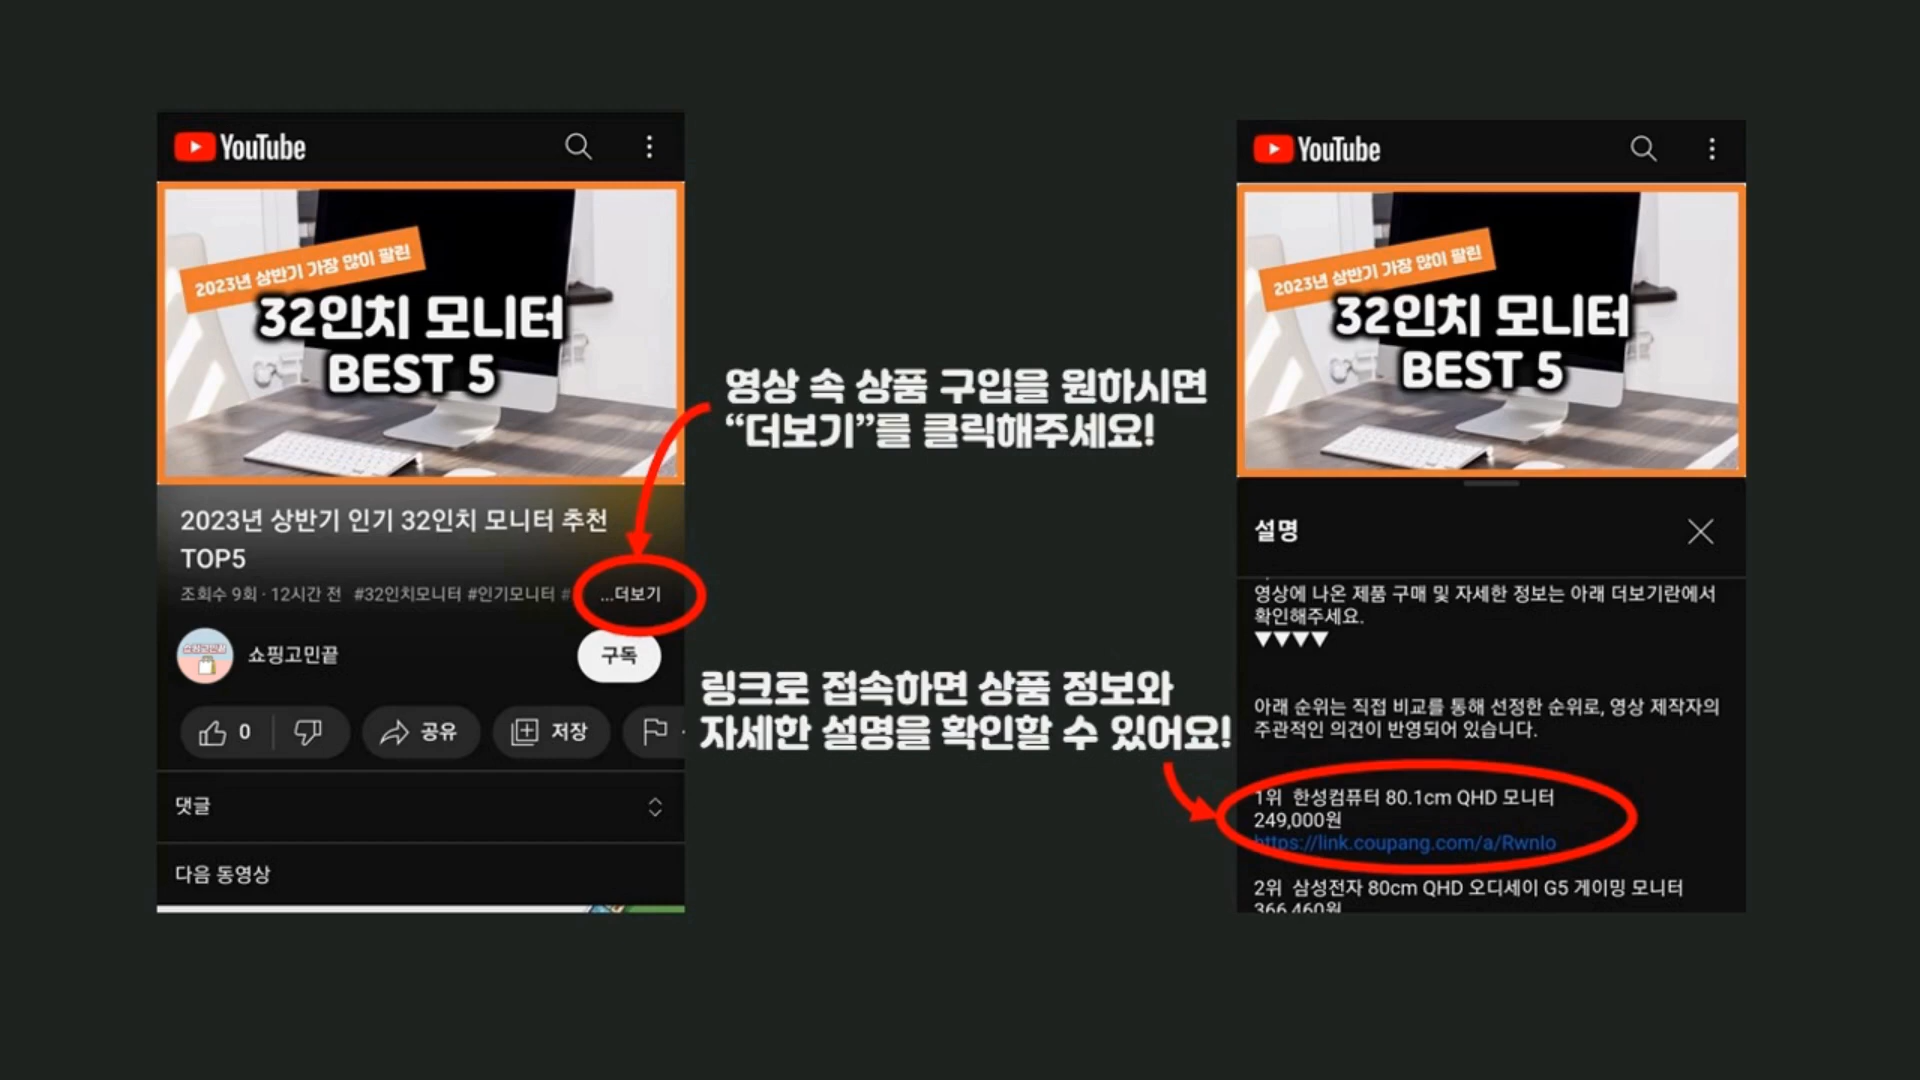 YouTube
2023년 상반기 가장 많이 팔린
32인치 모니터
BEST 5
2023년 상반기 인기 32인치 모니터 추천
TOP5
조회수 9회 · 12시간 전 #32인치모니터 #인기모니터 # ...더보기
쇼핑고민끝
쇼핑고민끝
구독
0
공유
저장
댓글
다음 동영상
영상 속 상품 구입을 원하시면
“더보기”를 클릭해주세요!
링크로 접속하면 상품 정보와
자세한 설명을 확인할 수 있어요!
YouTube
2023년 상반기 가장 많이 팔린
32인치 모니터
BEST 5
설명
영상에 나온 제품 구매 및 자세한 정보는 아래 더보기란에서
확인해주세요.
▼▼▼▼
아래 순위는 직접 비교를 통해 선정한 순위로, 영상 제작자의
주관적인 의견이 반영되어 있습니다.
1위 한성컴퓨터 80.1cm QHD 모니터
249,000원
https://link.coupang.com/a/RwnIo
2위 삼성전자 80cm QHD 오디세이 G5 게이밍 모니터
366,460원